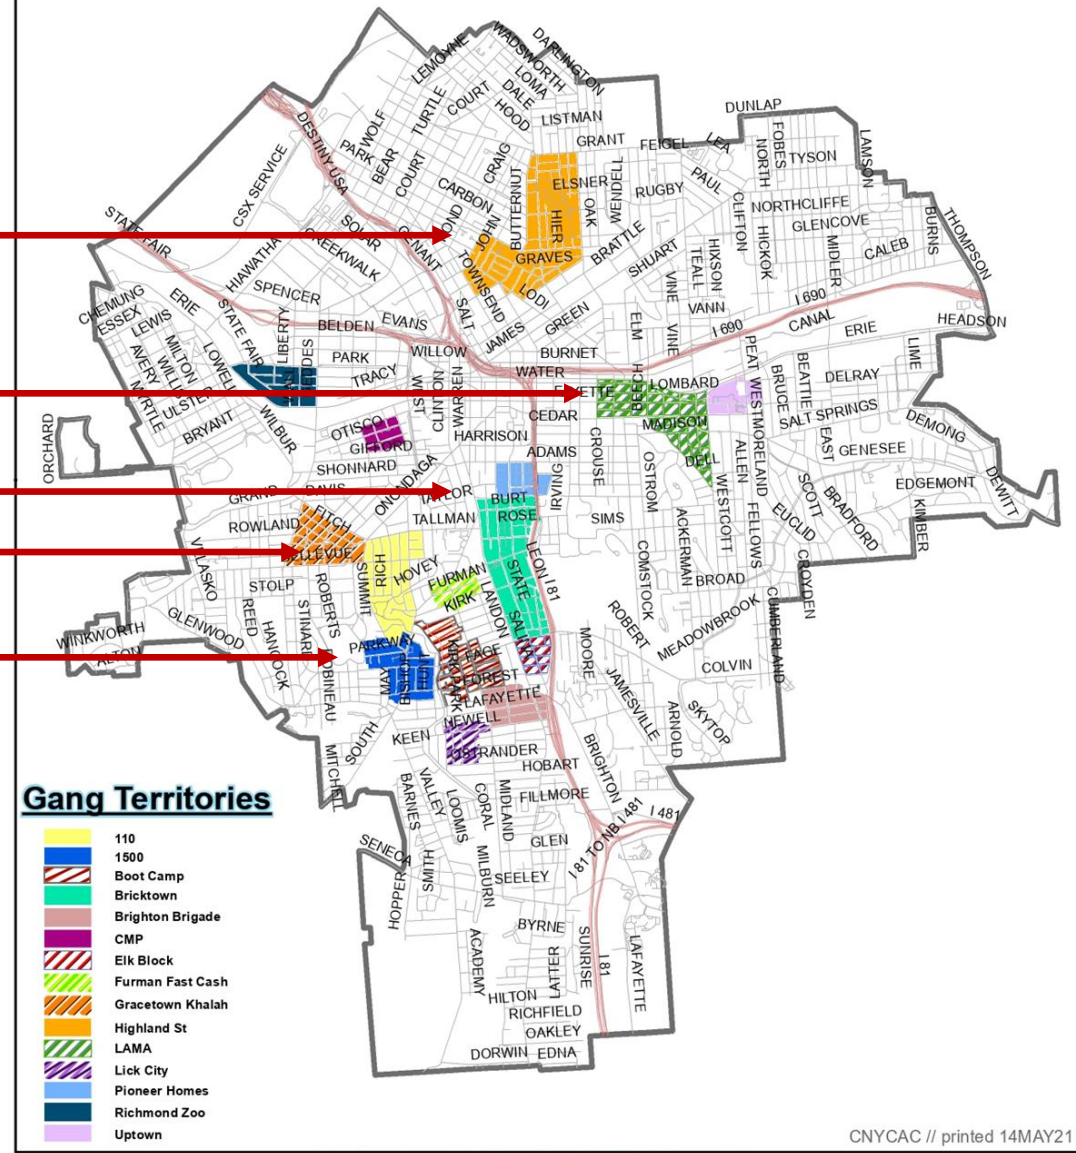 DARLINGTON
WADSWORTH
LEMOYNE
LOMA
DALE
COURT
HOOD
TURTLE
LISTMAN
DUNLAP
WOLF
GRANT
FEIGEL
LEA
FOBES
LAMSON
DESTINY USA
PARK
BEAR
COURT
CRAIG
NORTH
TYSON
CSX SERVICE
CARBON
BUTTERNUT
ELSNER
WENDELL
RUGBY
PAUL
OAK
HIER
CLIFTON
NORTHCLIFFE
GLENCOVE
BURNS
THOMPSON
STATE FAIR
SOLAR
JOHN
BRATTLE
HICKOK
MIDLER
CALEB
GREEKWALK
GENANT
GRAVES
SHUART
HIXSON
TEALL
HIAWATHA
TOWNSEND
LODI
VINE
SPENCER
SALT
VANN
I 690
CHEMUNG
ERIE
ESSEX
LEWIS
STATE FAIR
LIBERTY
BELDEN
EVANS
JAMES
GREEN
ELM
VINE
I 690
CANAL
ERIE
HEADSON
AVERY
MILTON
LOWELL
PARK
WILLOW
BURNET
PEAT
BEATTIE
LIME
MYRTLE
ULSTER
TRACY
WATER
BEECH
LOMBARD
WESTMORELAND
BRUCE
DELRAY
BRYANT
WILBUR
WEST
CLINTON
WARREN
CEDAR
MADISON
SALT SPRINGS
DEMONG
ORCHARD
OTISCO
GIFFORD
HARRISON
ADAMS
CROUSE
DELL
ALLEN
EAST
GENESEE
SHONNARD
ONONDAGA
OSTROM
EDGEMONT
DEWITT
GRAND
DAVIS
TAYLOR
BURT
IRVING
WESTCOTT
SCOTT
BRADFORD
KIMBER
ROWLAND
FITCH
TALLMAN
ROSE
SIMS
ACKERMAN
FELLOWS
EUCLID
VILLASKO
SUMMIT
RICH
HOVEY
FURMAN
STATE
LEON
I 81
COMSTOCK
BROAD
CROYDEN
STOLP
ROBERTS
KIRK
LANDON
CUMBERLAND
GLENWOOD
REED
STINARD
SALINA
ROBERT
MEADOWBROOK
WINKWORTH
ALTON
HANCOCK
PARKWAY
BISHOP
HUNT
MAY
KIRK PARK
PAGE
FOREST
MOORE
COLVIN
ROBINEAU
LAFAYETTE
JAMESVILLE
ARNOLD
SKYTOP
SOUTH
KEEN
NEWELL
OSTRANDER
HOBART
BRIGHTON
MITCHELL
BARNES
VALLEY
LOOMIS
CORAL
MIDLAND
FILLMORE
I 481
SENECA
SMITH
MILBURN
GLEN
I 81 TO NB I 481
HOPPER
SEELEY
BYRNE
SUNRISE
LAFAYETTE
ACADEMY
LATTER
I 81
HILTON
RICHFIELD
OAKLEY
DORWIN
EDNA
Gang Territories
110
1500
Boot Camp
Bricktown
Brighton Brigade
CMP
Elk Block
Furman Fast Cash
Gracetown Khalah
Highland St
LAMA
Lick City
Pioneer Homes
Richmond Zoo
Uptown
CNYCAC // printed 14MAY21